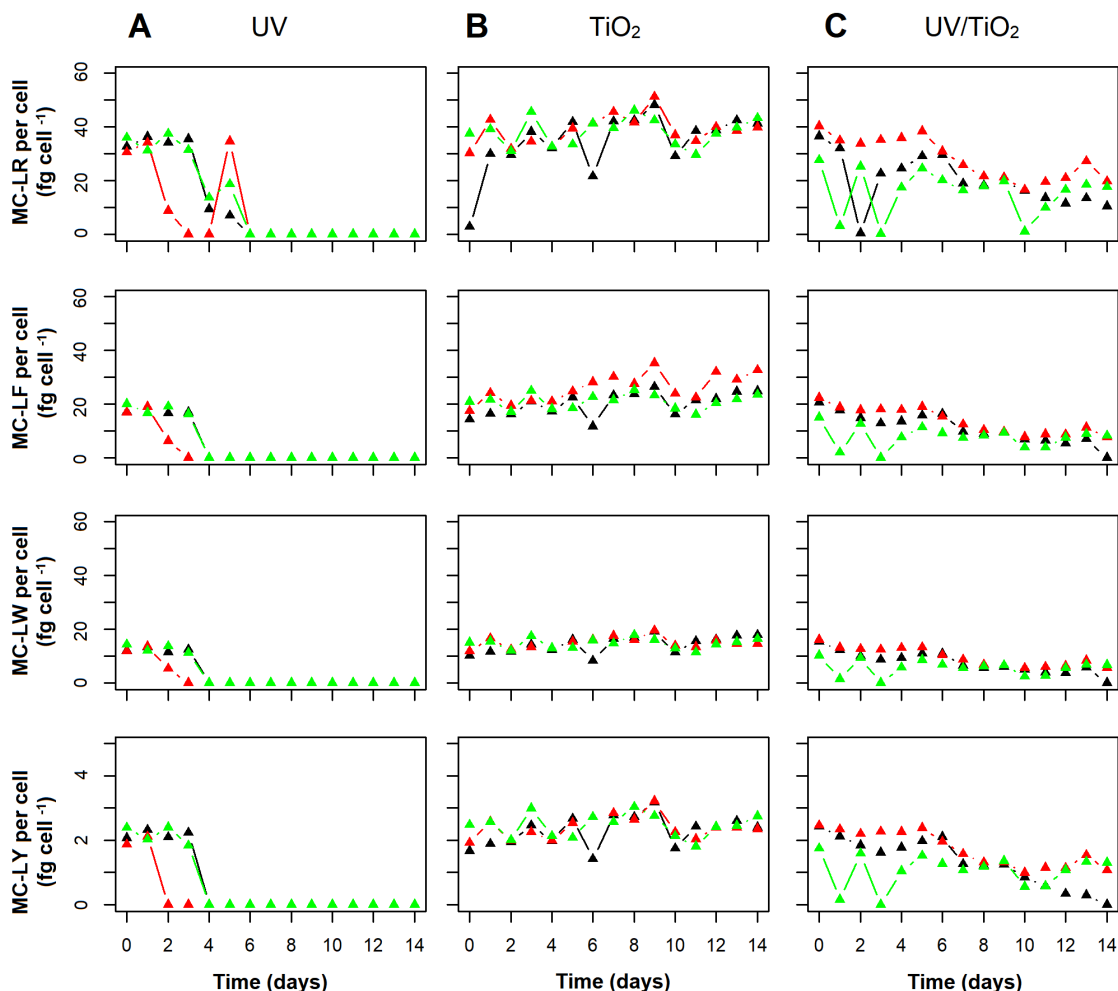 A UV
B TiO₂
C UV/TiO₂
MC-LR per cell
(fg cell ⁻¹)
60
40
20
0
MC-LF per cell
(fg cell ⁻¹)
60
40
20
0
MC-LW per cell
(fg cell ⁻¹)
60
40
20
0
MC-LY per cell
(fg cell ⁻¹)
4
2
0
0 2 4 6 8 10 12 14
0 2 4 6 8 10 12 14
0 2 4 6 8 10 12 14
Time (days)
Time (days)
Time (days)